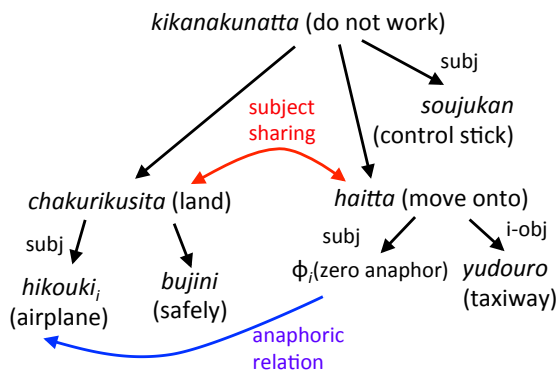 kikanakunatta (do not work)
subj
subject
sharing
soujukan
(control stick)
chakurikusita (land)
haitta (move onto)
subj
subj
i-obj
hikouki_i
(airplane)
bujini
(safely)
ϕ_i(zero anaphor)
yudouro
(taxiway)
anaphoric
relation